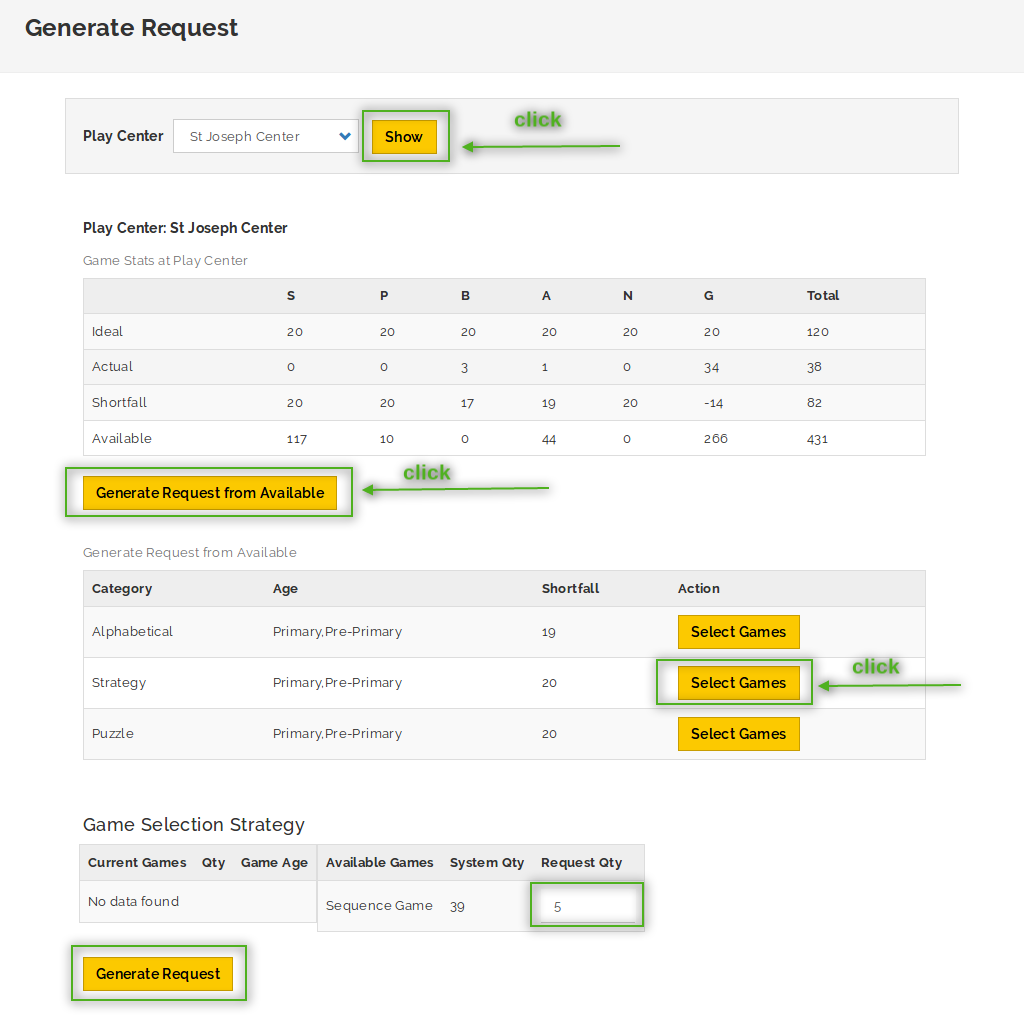 Generate Request
click
Play Center St Joseph Center Show
Play Center: St Joseph Center
Game Stats at Play Center
S P B A N G Total
Ideal 20 20 20 20 20 20 120
Actual 0 0 3 1 0 34 38
Shortfall 20 20 17 19 20 -14 82
Available 117 10 0 44 0 266 431
click
Generate Request from Available
Generate Request from Available
Category Age Shortfall Action
Alphabetical Primary,Pre-Primary 19 Select Games
click
Strategy Primary,Pre-Primary 20 Select Games
Puzzle Primary,Pre-Primary 20 Select Games
Game Selection Strategy
Current Games Qty Game Age Available Games System Qty Request Qty
No data found Sequence Game 39 5
Generate Request